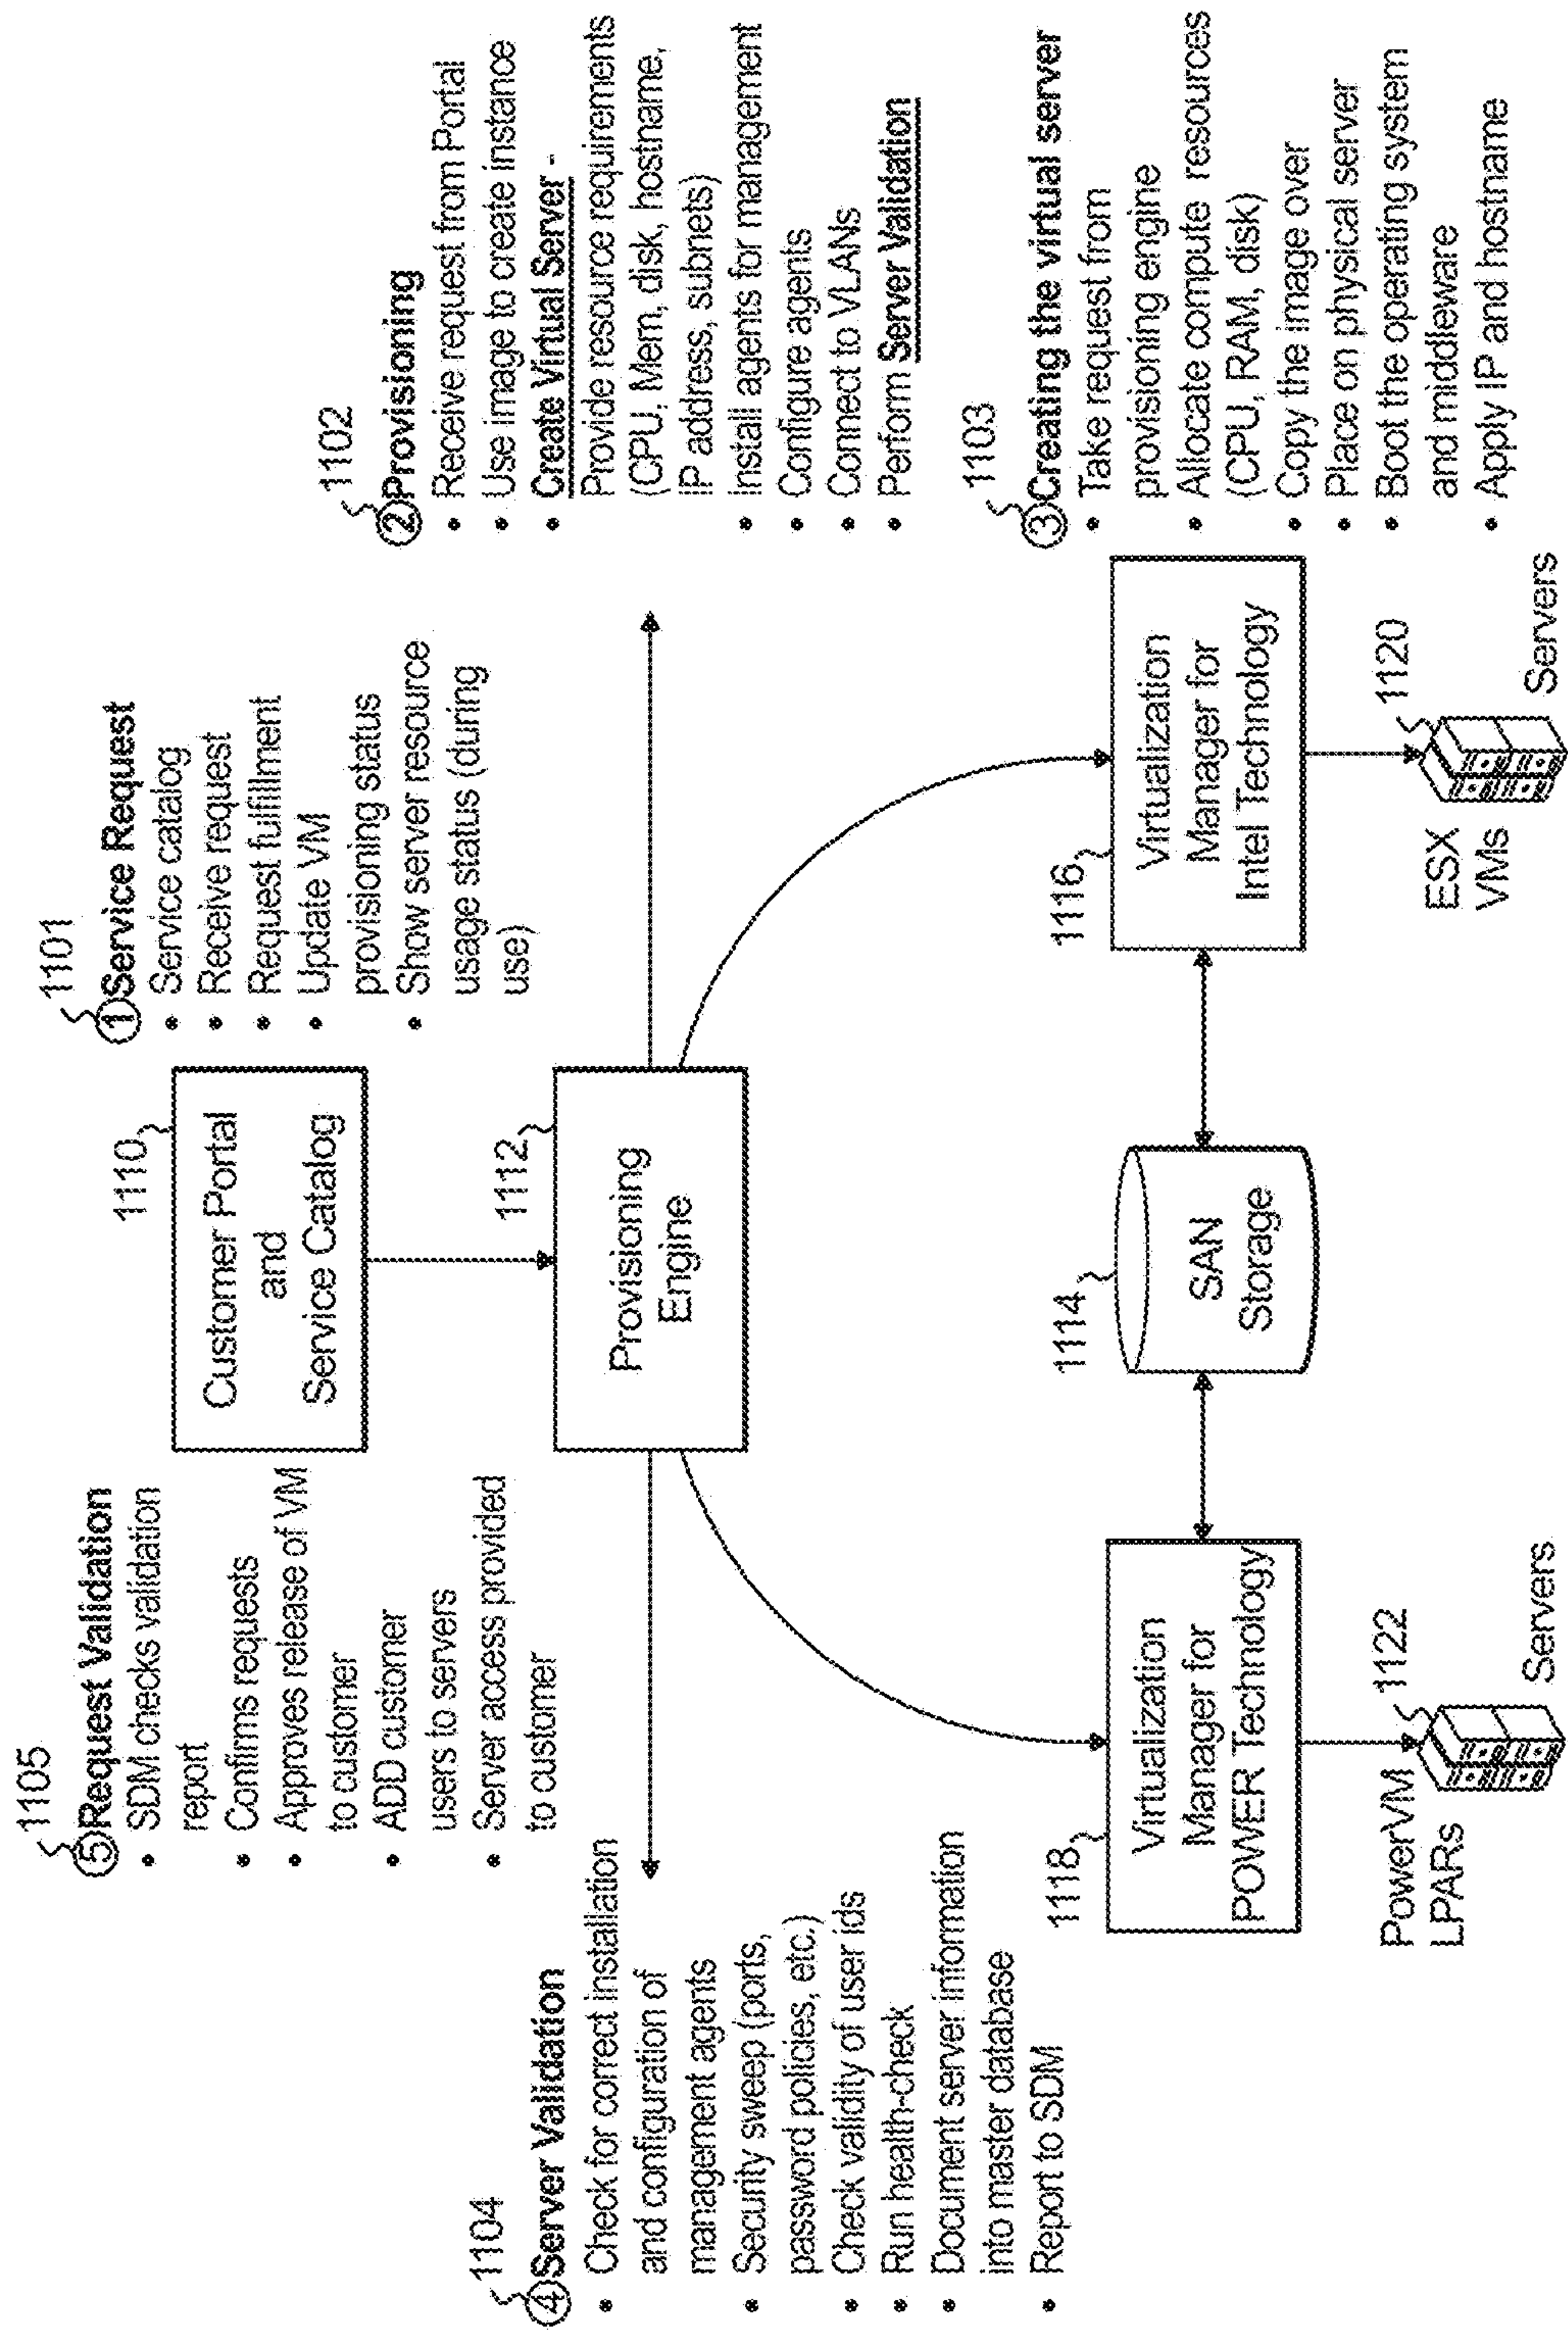 1105
⑤Request Validation
• SDM checks validation
report
• Confirms requests
• Approves release of VM
to customer
• ADD customer
users to servers
• Server access provided
to customer
1110
Customer Portal
and
Service Catalog
1101
①Service Request
• Service catalog
• Receive request
• Request fulfillment
• Update VM
provisioning status
• Show server resource
usage status (during
use)
1102
②Provisioning
• Receive request from Portal
• Use image to create instance
• Create Virtual Server -
Provide resource requirements
(CPU, Mem, disk, hostname,
IP address, subnets)
• Install agents for management
• Configure agents
• Connect to VLANs
• Perform Server Validation
1112
Provisioning
Engine
1104
④Server Validation
• Check for correct installation
and configuration of
management agents
• Security sweep (ports,
password policies, etc.)
• Check validity of user ids
• Run health-check
• Document server information
into master database
• Report to SDM
1103
③Creating the virtual server
• Take request from
provisioning engine
• Allocate compute resources
(CPU, RAM, disk)
• Copy the image over
• Place on physical server
• Boot the operating system
and middleware
• Apply IP and hostname
1118
Virtualization
Manager for
POWER Technology
1114
SAN
Storage
1116
Virtualization
Manager for
Intel Technology
PowerVM
LPARs
1122
Servers
ESX
VMs
1120
Servers